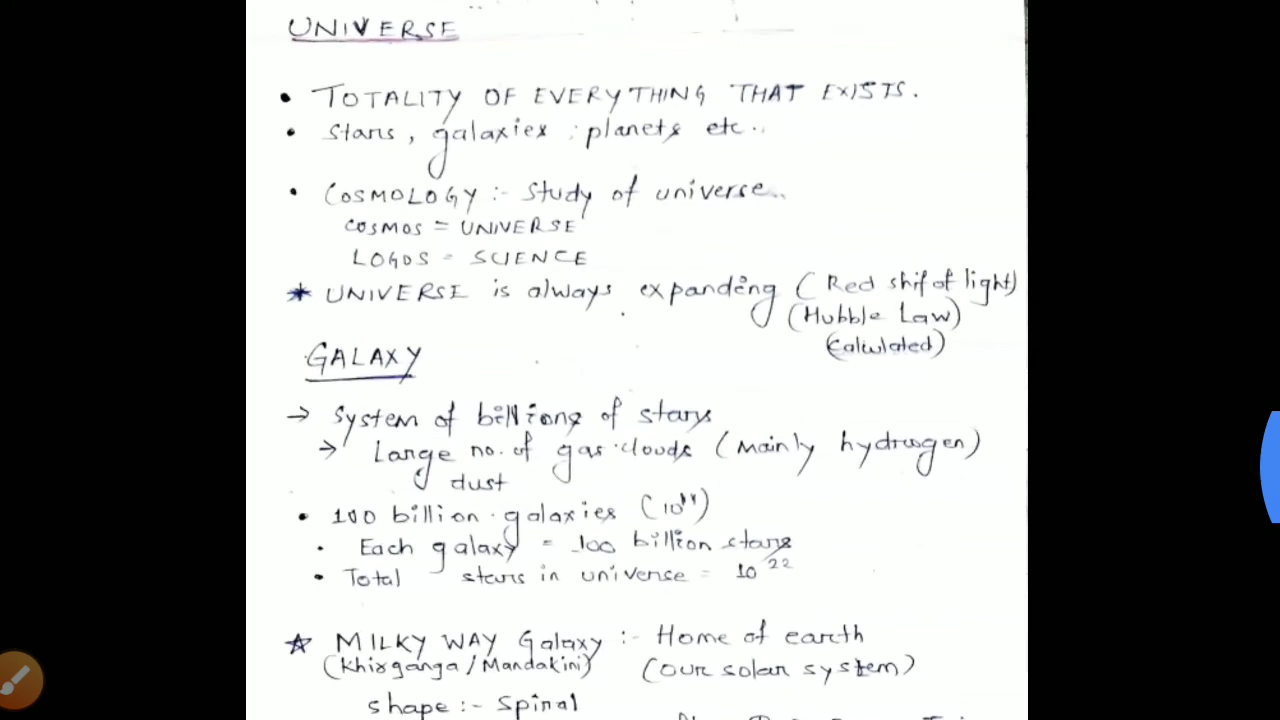 UNIVERSE
• TOTALITY OF EVERYTHING THAT EXISTS.
• Stars, galaxies, planets etc..
• COSMOLOGY :- Study of universe..
COSMOS = UNIVERSE
LOGOS = SCIENCE
* UNIVERSE is always expanding (Red shif of light)
(Hubble Law)
(calculated)
GALAXY
→ System of billions of stars
→ Large no. of gas clouds (Mainly hydrogen)
dust
• 100 billion galaxies (10¹¹)
• Each galaxy = 100 billion stars
• Total stars in universe = 10²²
☆ MILKY WAY Galaxy :- Home of earth
(Khirganga/Mandakini) (our solar system)
shape :- Spinal